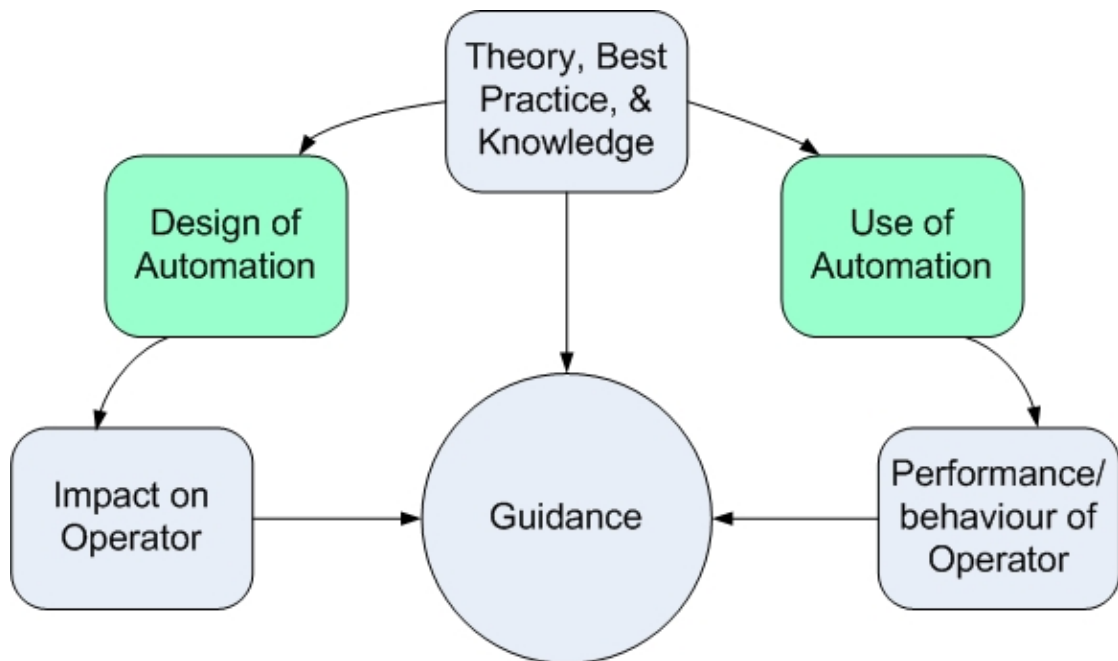 Theory, Best
Practice, &
Knowledge
Design of
Automation
Use of
Automation
Impact on
Operator
Guidance
Performance/
behaviour of
Operator